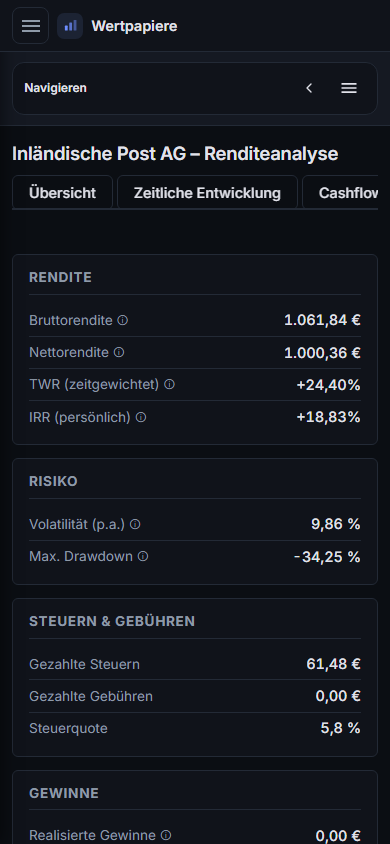 Wertpapiere
Navigieren
Inländische Post AG – Renditeanalyse
Übersicht Zeitliche Entwicklung Cashflow
RENDITE
Bruttorendite 1.061,84 €
Nettorendite 1.000,36 €
TWR (zeitgewichtet) +24,40%
IRR (persönlich) +18,83%
RISIKO
Volatilität (p.a.) 9,86 %
Max. Drawdown -34,25 %
STEUERN & GEBÜHREN
Gezahlte Steuern 61,48 €
Gezahlte Gebühren 0,00 €
Steuerquote 5,8 %
GEWINNE
Realisierte Gewinne 0,00 €